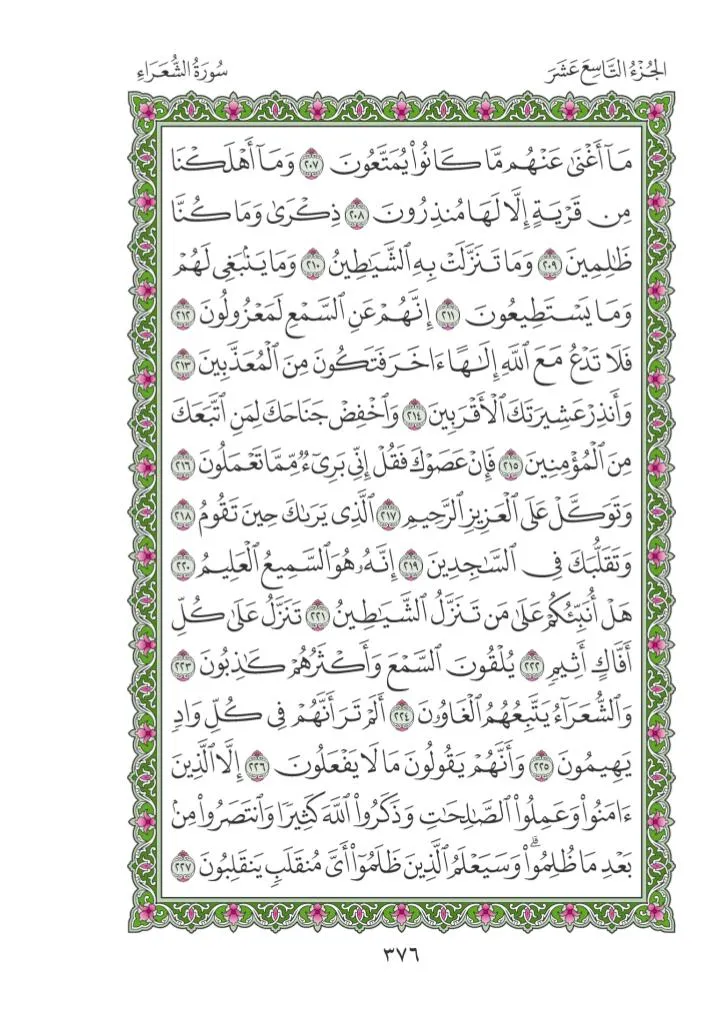 الجُزْءُ التَّاسِعَ عَشَرَ
سُورَةُ الشُّعَرَاءِ
مَآ أَغْنَىٰ عَنْهُم مَّا كَانُوا۟ يُمَتَّعُونَ ٢٠٧ وَمَآ أَهْلَكْنَا
مِن قَرْيَةٍ إِلَّا لَهَا مُنذِرُونَ ٢٠٨ ذِكْرَىٰ وَمَا كُنَّا
ظَٰلِمِينَ ٢٠٩ وَمَا تَنَزَّلَتْ بِهِ ٱلشَّيَٰطِينُ ٢١٠ وَمَا يَنۢبَغِى لَهُمْ
وَمَا يَسْتَطِيعُونَ ٢١١ إِنَّهُمْ عَنِ ٱلسَّمْعِ لَمَعْزُولُونَ ٢١٢
فَلَا تَدْعُ مَعَ ٱللَّهِ إِلَٰهًا ءَاخَرَ فَتَكُونَ مِنَ ٱلْمُعَذَّبِينَ ٢١٣
وَأَنذِرْ عَشِيرَتَكَ ٱلْأَقْرَبِينَ ٢١٤ وَٱخْفِضْ جَنَاحَكَ لِمَنِ ٱتَّبَعَكَ
مِنَ ٱلْمُؤْمِنِينَ ٢١٥ فَإِنْ عَصَوْكَ فَقُلْ إِنِّى بَرِىٓءٌ مِّمَّا تَعْمَلُونَ ٢١٦
وَتَوَكَّلْ عَلَى ٱلْعَزِيزِ ٱلرَّحِيمِ ٢١٧ ٱلَّذِى يَرَىٰكَ حِينَ تَقُومُ ٢١٨
وَتَقَلُّبَكَ فِى ٱلسَّٰجِدِينَ ٢١٩ إِنَّهُۥ هُوَ ٱلسَّمِيعُ ٱلْعَلِيمُ ٢٢٠
هَلْ أُنَبِّئُكُمْ عَلَىٰ مَن تَنَزَّلُ ٱلشَّيَٰطِينُ ٢٢١ تَنَزَّلُ عَلَىٰ كُلِّ
أَفَّاكٍ أَثِيمٍ ٢٢٢ يُلْقُونَ ٱلسَّمْعَ وَأَكْثَرُهُمْ كَٰذِبُونَ ٢٢٣
وَٱلشُّعَرَآءُ يَتَّبِعُهُمُ ٱلْغَاوُۥنَ ٢٢٤ أَلَمْ تَرَ أَنَّهُمْ فِى كُلِّ وَادٍ
يَهِيمُونَ ٢٢٥ وَأَنَّهُمْ يَقُولُونَ مَا لَا يَفْعَلُونَ ٢٢٦ إِلَّا ٱلَّذِينَ
ءَامَنُوا۟ وَعَمِلُوا۟ ٱلصَّٰلِحَٰتِ وَذَكَرُوا۟ ٱللَّهَ كَثِيرًا وَٱنتَصَرُوا۟ مِنۢ
بَعْدِ مَا ظُلِمُوا۟ ۗ وَسَيَعْلَمُ ٱلَّذِينَ ظَلَمُوٓا۟ أَىَّ مُنقَلَبٍ يَنقَلِبُونَ ٢٢٧
٣٧٦